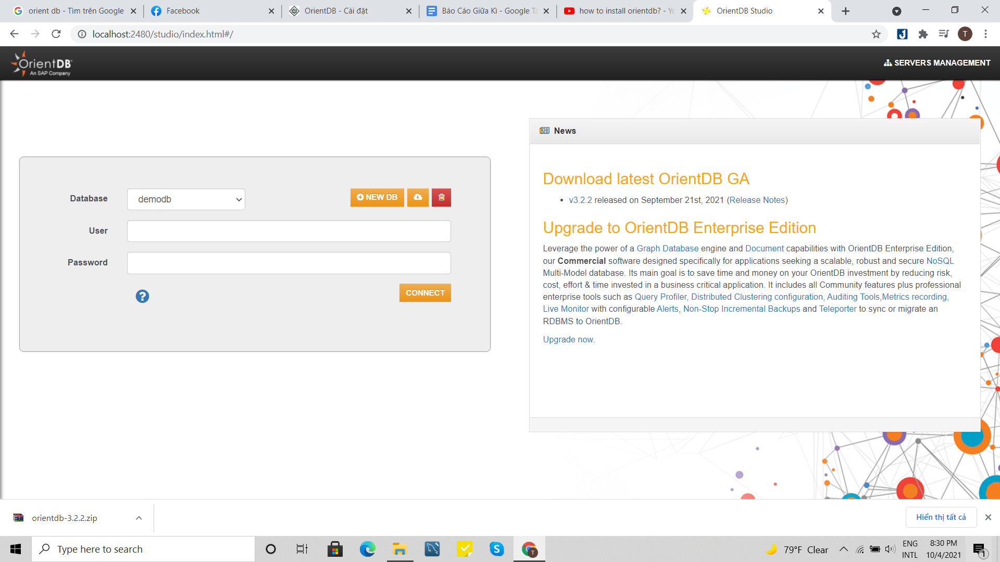 orient db - Tìm trên Google
Facebook
OrientDB - Cài đặt
Báo Cáo Giữa Kì - Google Tà
how to install orientdb? - Yo
OrientDB Studio
localhost:2480/studio/index.html#/
T
OrientDB
An SAP Company
SERVERS MANAGEMENT
News
Download latest OrientDB GA
• v3.2.2 released on September 21st, 2021 (Release Notes)
Upgrade to OrientDB Enterprise Edition
Leverage the power of a Graph Database engine and Document capabilities with OrientDB Enterprise Edition,
our Commercial software designed specifically for applications seeking a scalable, robust and secure NoSQL
Multi-Model database. Its main goal is to save time and money on your OrientDB investment by reducing risk,
cost, effort & time invested in a business critical application. It includes all Community features plus professional
enterprise tools such as Query Profiler, Distributed Clustering configuration, Auditing Tools,Metrics recording,
Live Monitor with configurable Alerts, Non-Stop Incremental Backups and Teleporter to sync or migrate an
RDBMS to OrientDB.
Upgrade now.
Database
demodb
NEW DB
User
Password
CONNECT
orientdb-3.2.2.zip
Hiển thị tất cả
Type here to search
T
79°F Clear
ENG
INTL
8:30 PM
10/4/2021
1